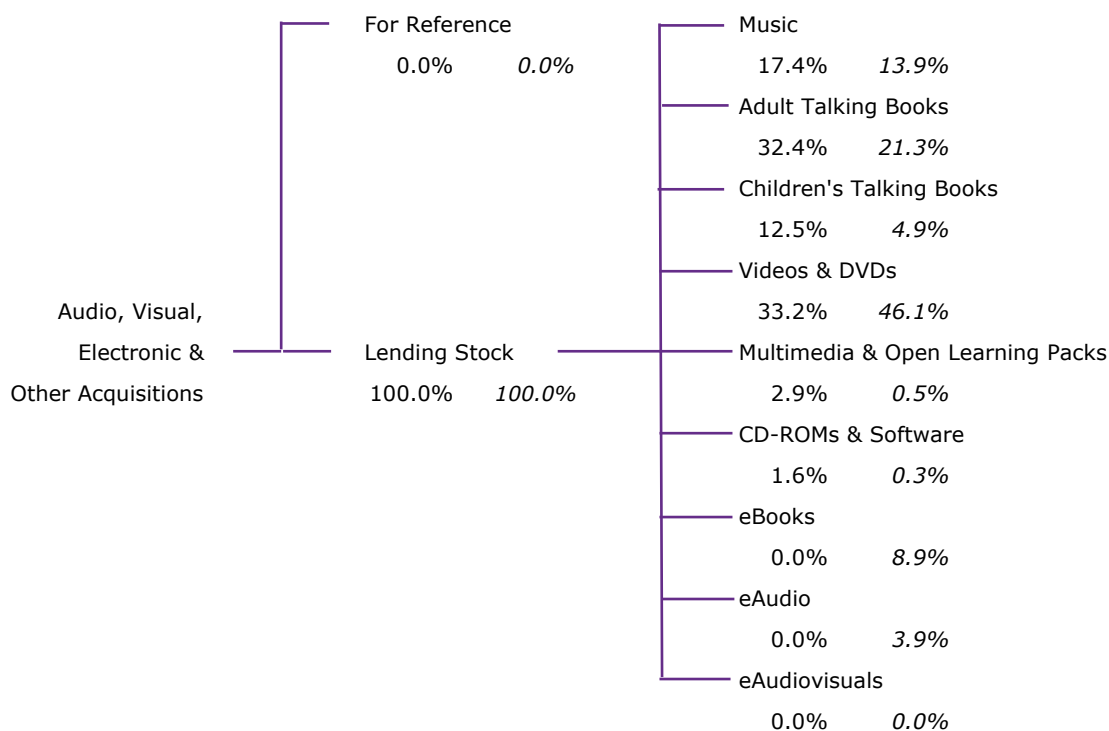 For Reference
0.0% 0.0%
Audio, Visual,
Electronic &
Other Acquisitions
Lending Stock
100.0% 100.0%
Music
17.4% 13.9%
Adult Talking Books
32.4% 21.3%
Children's Talking Books
12.5% 4.9%
Videos & DVDs
33.2% 46.1%
Multimedia & Open Learning Packs
2.9% 0.5%
CD-ROMs & Software
1.6% 0.3%
eBooks
0.0% 8.9%
eAudio
0.0% 3.9%
eAudiovisuals
0.0% 0.0%